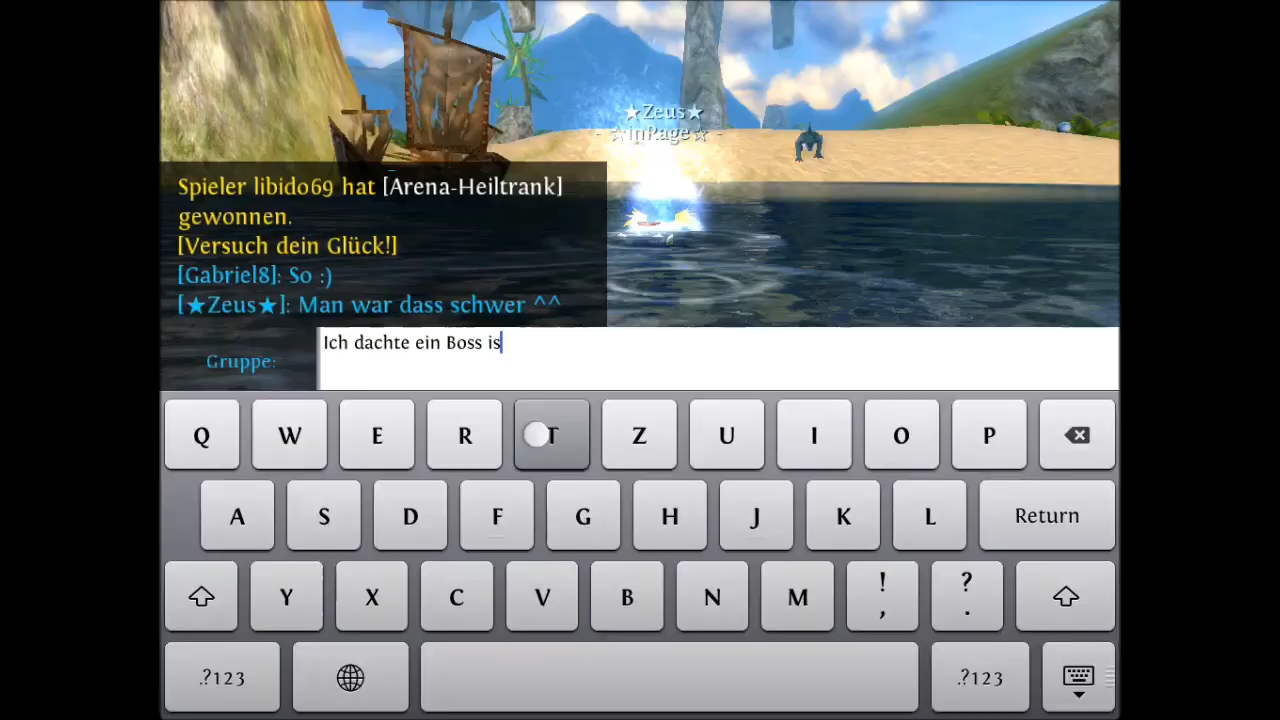 ★Zeus★
- ☆inRage☆ -
Spieler libido69 hat [Arena-Heiltrank]
gewonnen.
[Versuch dein Glück!]
[Gabriel8]: So :)
[★Zeus★]: Man war dass schwer ^^
Gruppe: Ich dachte ein Boss is
Q W E R T Z U I O P
A S D F G H J K L Return
Y X C V B N M ! , ? .
.?123 .?123